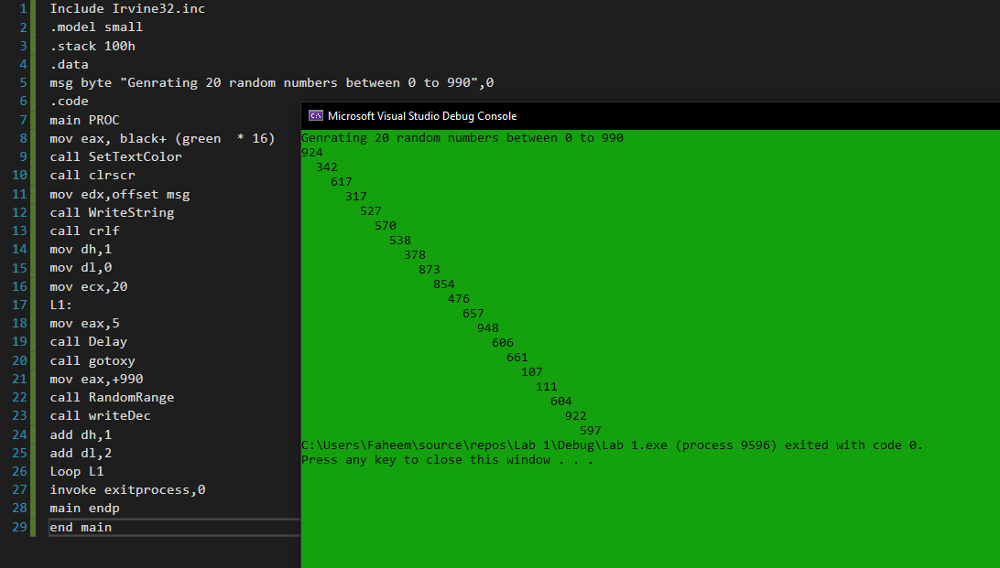 1 Include Irvine32.inc
2 .model small
3 .stack 100h
4 .data
5 msg byte "Genrating 20 random numbers between 0 to 990",0
6 .code
7 main PROC
8 mov eax, black+ (green  * 16)
9 call SetTextColor
10 call clrscr
11 mov edx,offset msg
12 call WriteString
13 call crlf
14 mov dh,1
15 mov dl,0
16 mov ecx,20
17 L1:
18 mov eax,5
19 call Delay
20 call gotoxy
21 mov eax,+990
22 call RandomRange
23 call writeDec
24 add dh,1
25 add dl,2
26 Loop L1
27 invoke exitprocess,0
28 main endp
29 end main
C:\ Microsoft Visual Studio Debug Console
Genrating 20 random numbers between 0 to 990
924
342
617
317
527
570
538
378
873
854
476
657
948
606
661
107
111
604
922
597
C:\Users\Faheem\source\repos\Lab 1\Debug\Lab 1.exe (process 9596) exited with code 0.
Press any key to close this window . . .